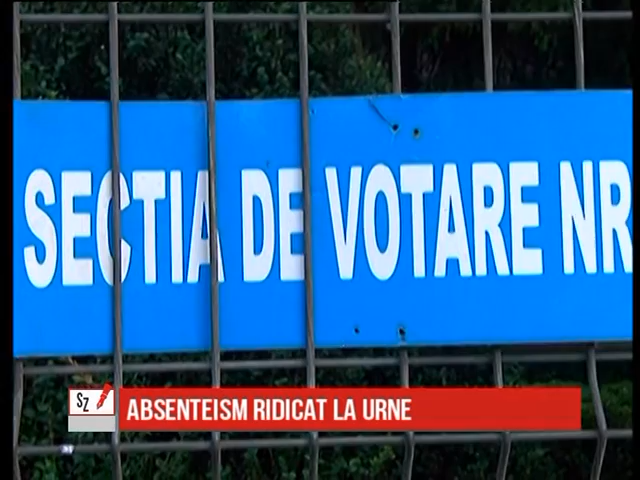 SECTIA DE VOTARE NR
SZ
ABSENTEISM RIDICAT LA URNE